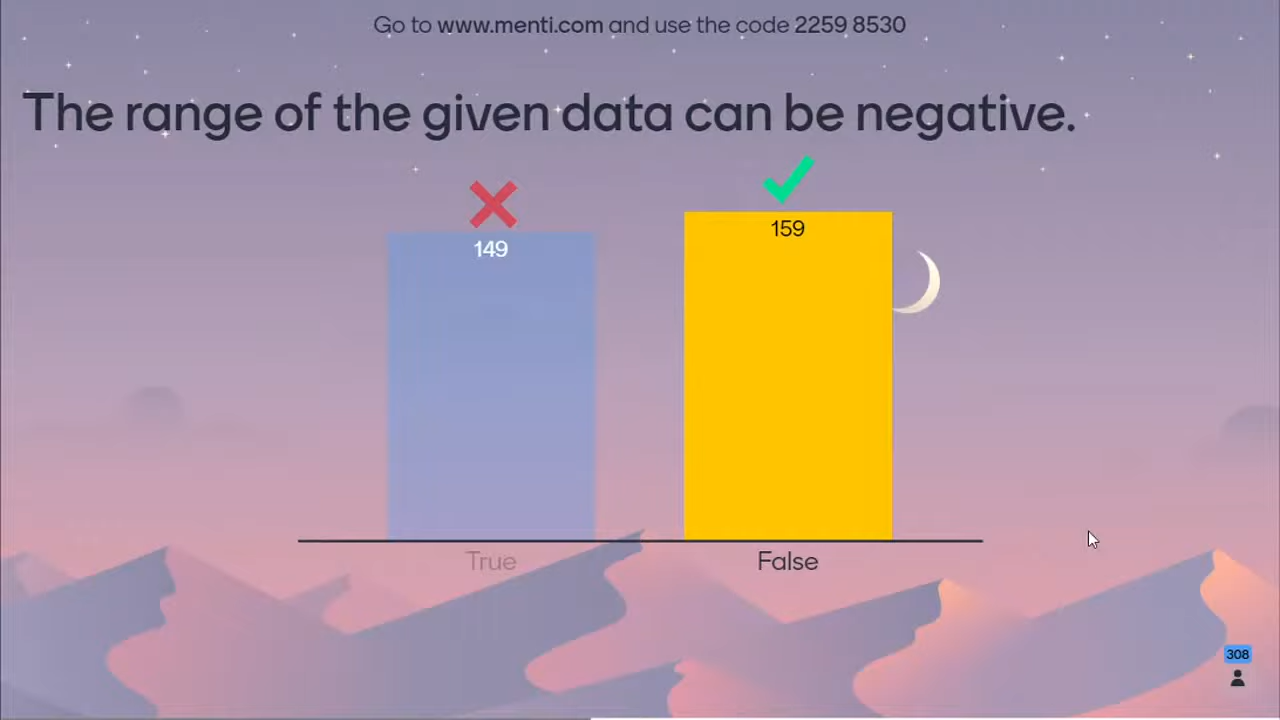 Go to www.menti.com and use the code 2259 8530
The range of the given data can be negative.
149
159
True
False
308